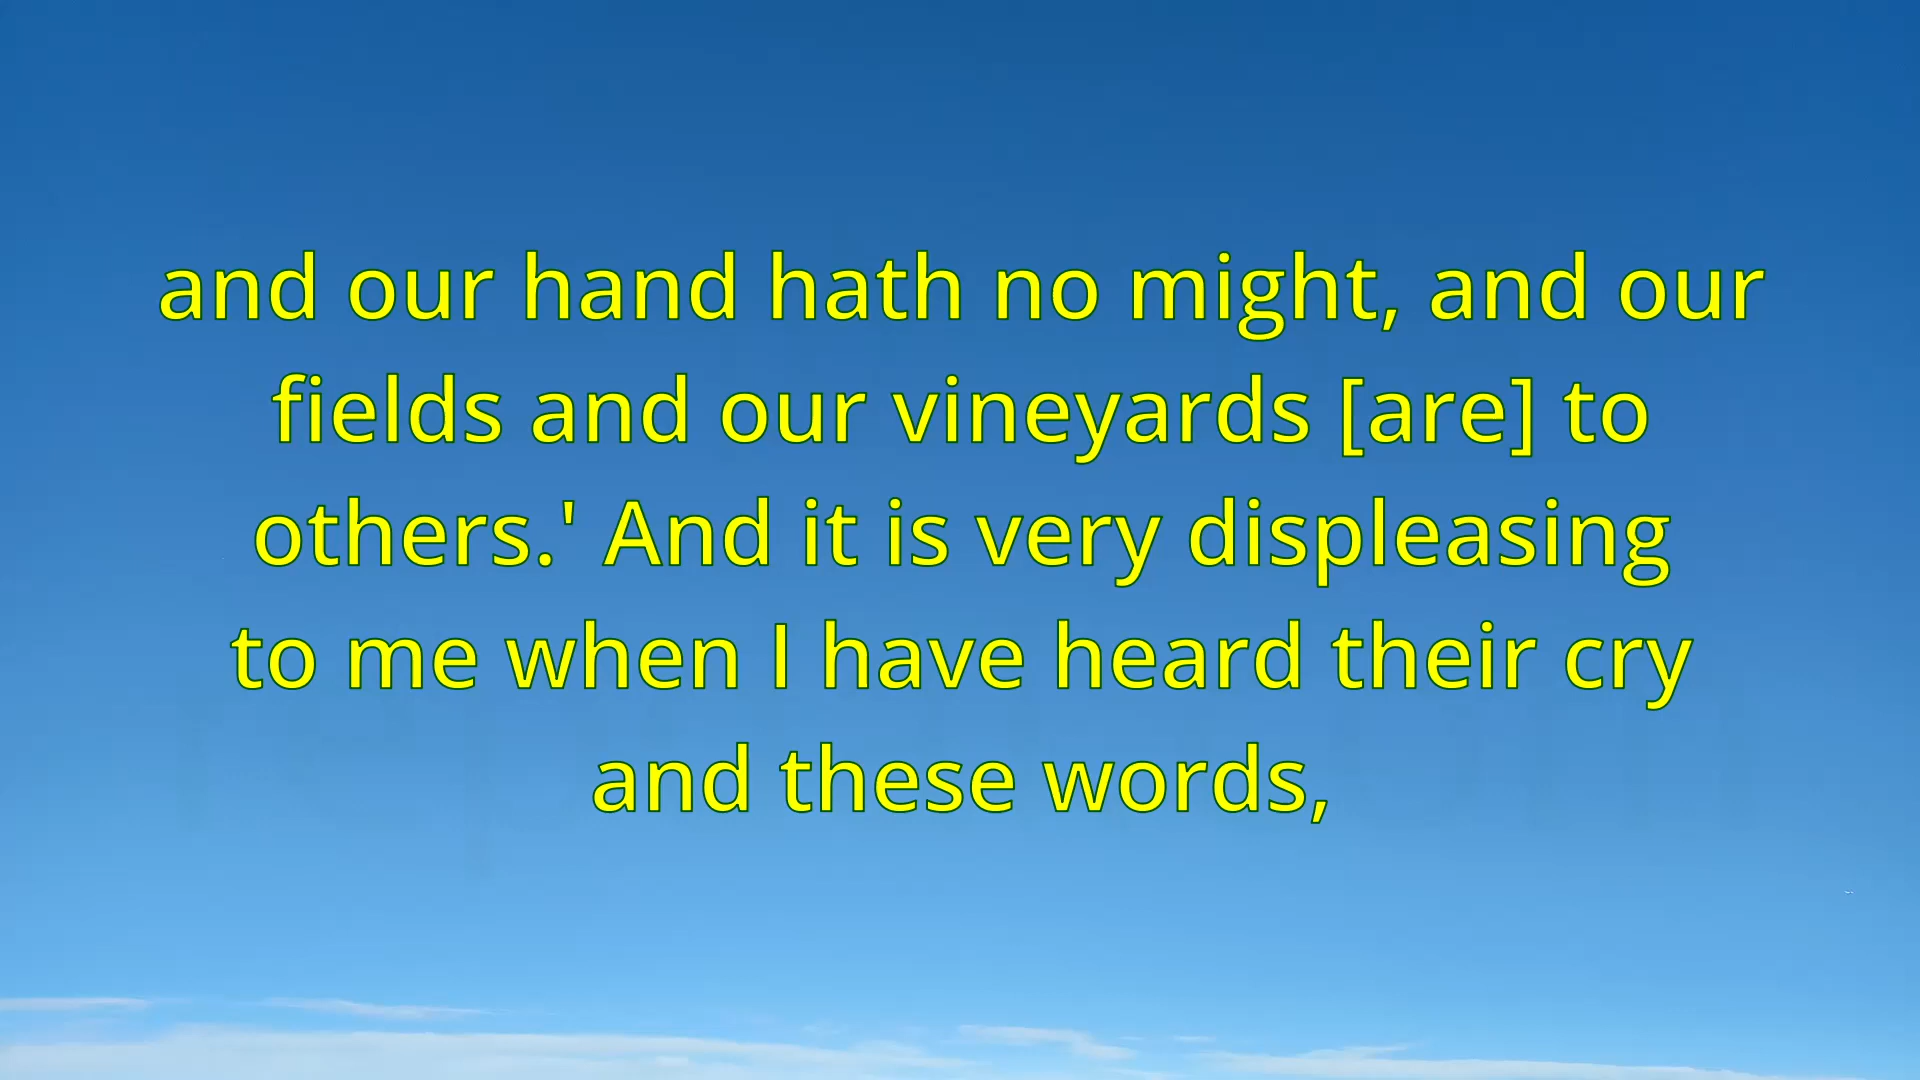 and our hand hath no might, and our
fields and our vineyards [are] to
others.' And it is very displeasing
to me when I have heard their cry
and these words,